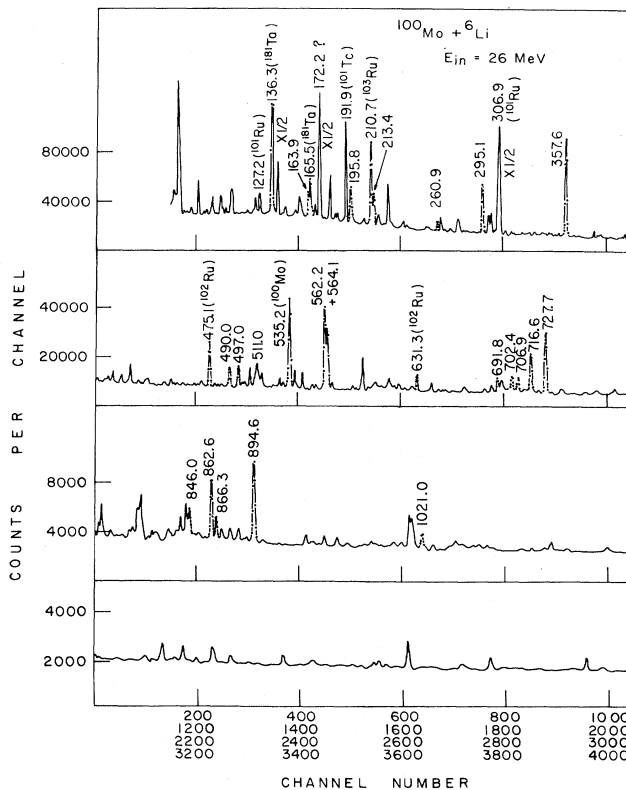 100Mo + 6Li
Ein = 26 MeV
127.2 (101Ru)
136.3 (181Ta)
X1/2
163.9
165.5 (181Ta)
172.2 ?
X1/2
191.9 (101Tc)
195.8
210.7 (103Ru)
213.4
260.9
295.1
306.9
(101Ru)
X1/2
357.6
80000
40000
475.1 (102Ru)
490.0
497.0
511.0
535.2 (100Mo)
562.2
+564.1
631.3 (102Ru)
691.8
702.4
706.9
716.6
727.7
40000
20000
846.0
862.6
866.3
894.6
1021.0
8000
4000
4000
2000
COUNTS PER CHANNEL
200 400 600 800 1000
1200 1400 1600 1800 2000
2200 2400 2600 2800 3000
3200 3400 3600 3800 4000
CHANNEL NUMBER